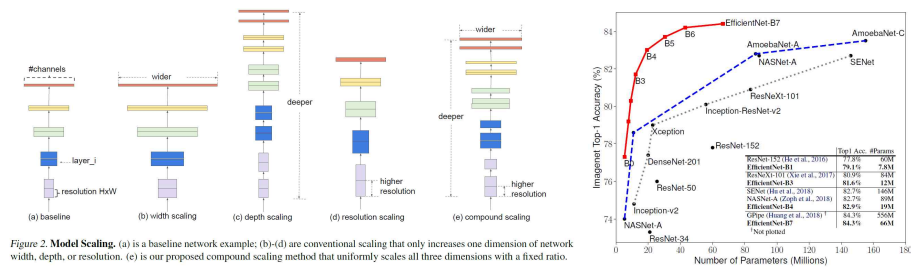 #channels
layer_i
resolution HxW
(a) baseline
wider
(b) width scaling
deeper
(c) depth scaling
higher
resolution
(d) resolution scaling
wider
deeper
higher
resolution
(e) compound scaling
Figure 2. Model Scaling. (a) is a baseline network example; (b)-(d) are conventional scaling that only increases one dimension of network
width, depth, or resolution. (e) is our proposed compound scaling method that uniformly scales all three dimensions with a fixed ratio.
Imagenet Top-1 Accuracy (%)
84
82
80
78
76
74
EfficientNet-B7
B6
B5
B4
B3
B0
AmoebaNet-C
AmoebaNet-A
NASNet-A
SENet
ResNeXt-101
Inception-ResNet-v2
Xception
ResNet-152
DenseNet-201
ResNet-50
Inception-v2
NASNet-A
ResNet-34
Top1 Acc. #Params
ResNet-152 (He et al., 2016) 77.8% 60M
EfficientNet-B1 79.1% 7.8M
ResNeXt-101 (Xie et al., 2017) 80.9% 84M
EfficientNet-B3 81.6% 12M
SENet (Hu et al., 2018) 82.7% 146M
NASNet-A (Zoph et al., 2018) 82.7% 89M
EfficientNet-B4 82.9% 19M
GPipe (Huang et al., 2018) † 84.3% 556M
EfficientNet-B7 84.3% 66M
†Not plotted
0 20 40 60 80 100 120 140 160
Number of Parameters (Millions)